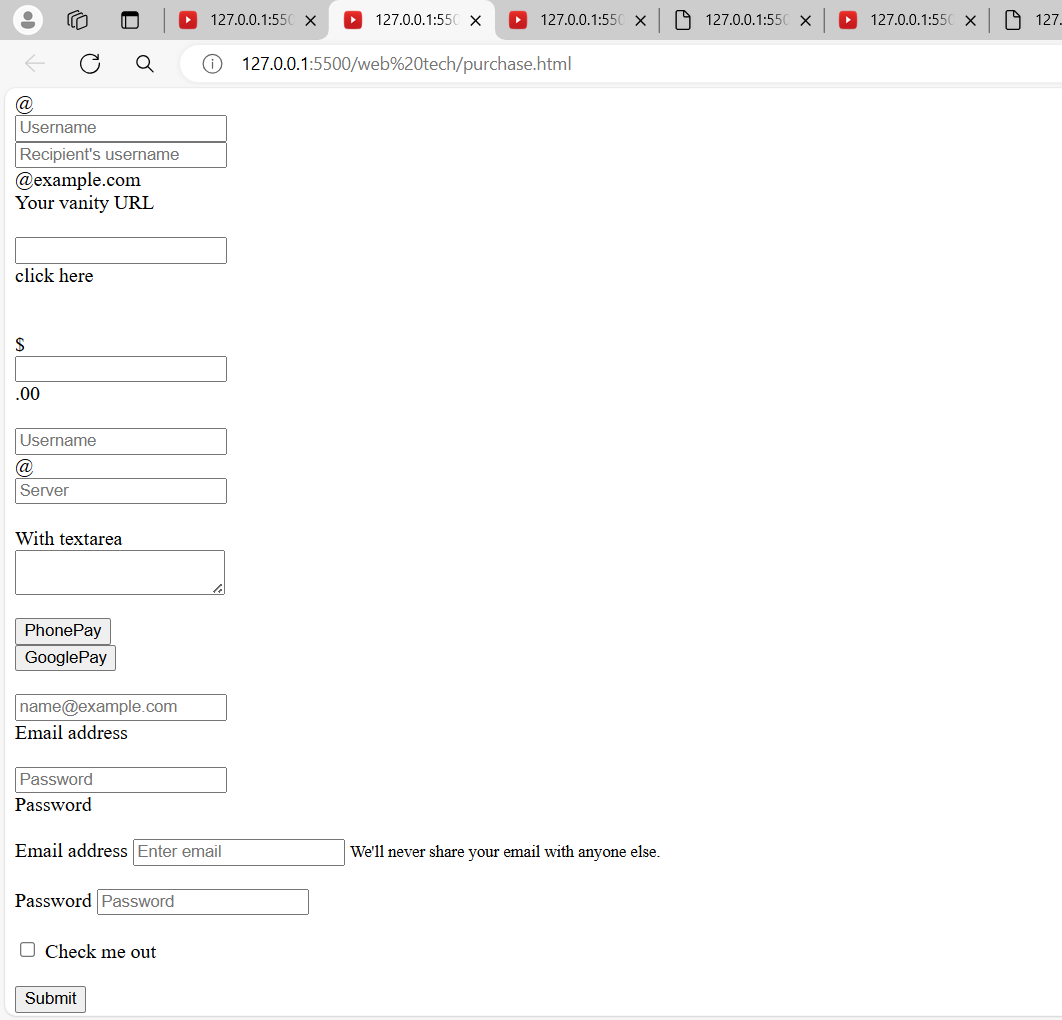 127.0.0.1:550
127.0.0.1:550
127.0.0.1:550
127.0.0.1:550
127.0.0.1:550
127.
127.0.0.1:5500/web%20tech/purchase.html
@
Username
Recipient's username
@example.com
Your vanity URL
click here
$
.00
Username
@
Server
With textarea
PhonePay
GooglePay
name@example.com
Email address
Password
Password
Email address Enter email We'll never share your email with anyone else.
Password Password
Check me out
Submit